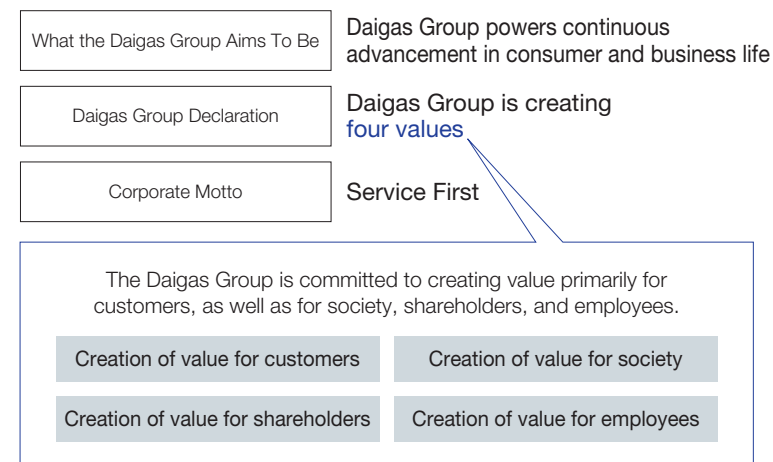 What the Daigas Group Aims To Be
Daigas Group powers continuous
advancement in consumer and business life
Daigas Group Declaration
Daigas Group is creating
four values
Corporate Motto
Service First
The Daigas Group is committed to creating value primarily for
customers, as well as for society, shareholders, and employees.
Creation of value for customers
Creation of value for society
Creation of value for shareholders
Creation of value for employees